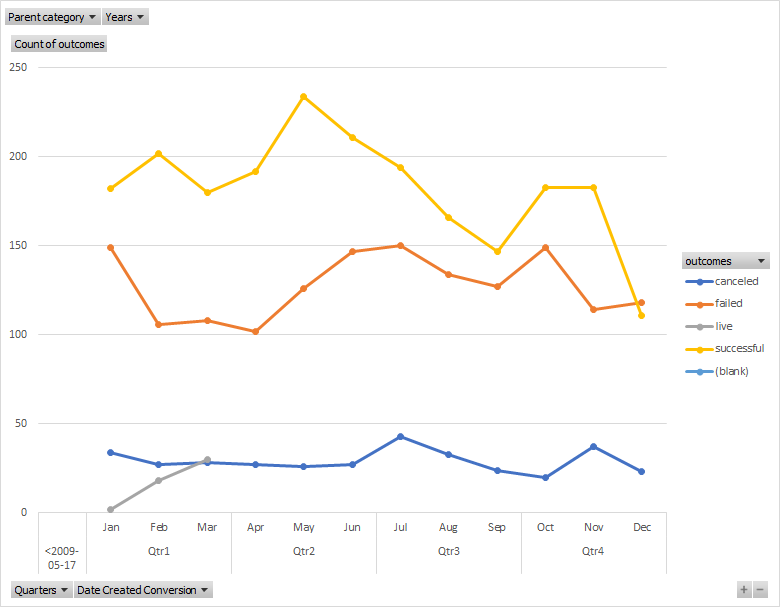 Parent category Years
Count of outcomes
250
200
150
100
50
0
outcomes
canceled
failed
live
successful
(blank)
Jan Feb Mar Apr May Jun Jul Aug Sep Oct Nov Dec
<2009-
05-17
Qtr1 Qtr2 Qtr3 Qtr4
Quarters Date Created Conversion + −